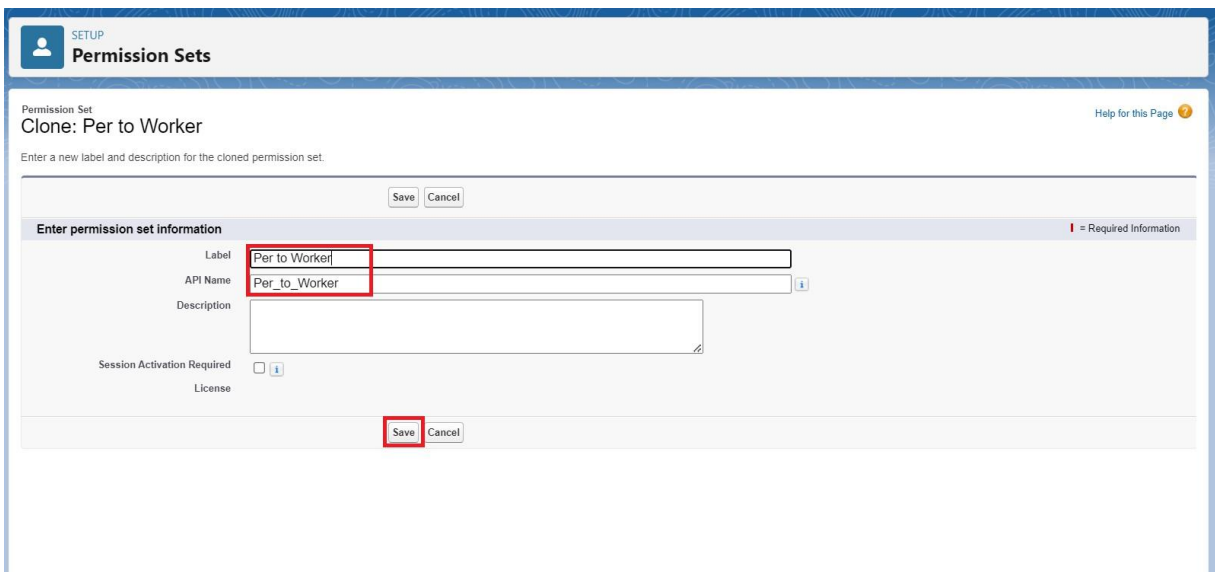 SETUP
Permission Sets
Permission Set
Clone: Per to Worker
Help for this Page
Enter a new label and description for the cloned permission set.
Save Cancel
Enter permission set information
= Required Information
Label Per to Worker
API Name Per_to_Worker
Description
Session Activation Required
License
Save Cancel